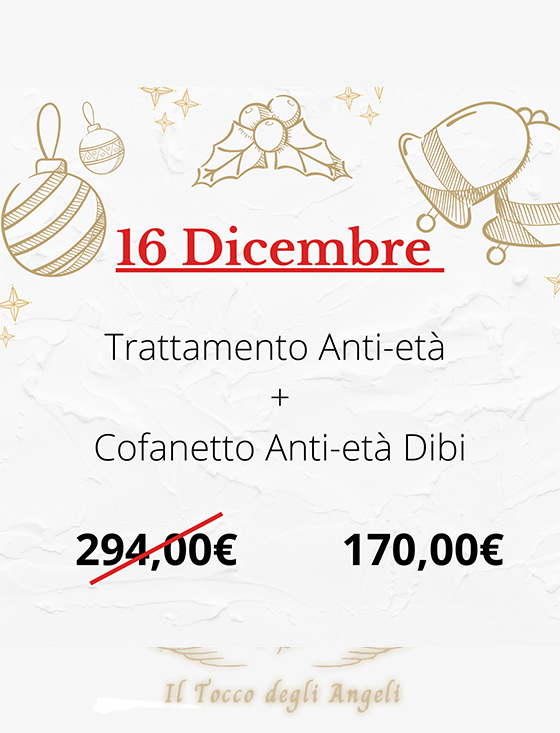 16 Dicembre
Trattamento Anti-età
+
Cofanetto Anti-età Dibi
294,00€ 170,00€
Il Tocco degli Angeli